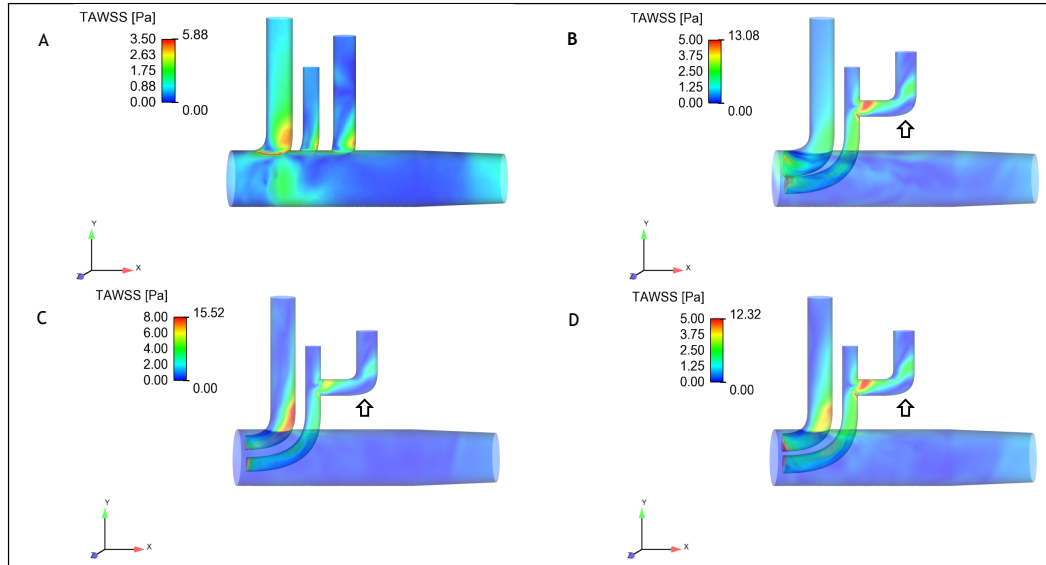 A
TAWSS [Pa]
3.50 5.88
2.63
1.75
0.88
0.00 0.00
Y
X
Z
B
TAWSS [Pa]
5.00 13.08
3.75
2.50
1.25
0.00 0.00
Y
X
Z
C
TAWSS [Pa]
8.00 15.52
6.00
4.00
2.00
0.00 0.00
Y
X
Z
D
TAWSS [Pa]
5.00 12.32
3.75
2.50
1.25
0.00 0.00
Y
X
Z